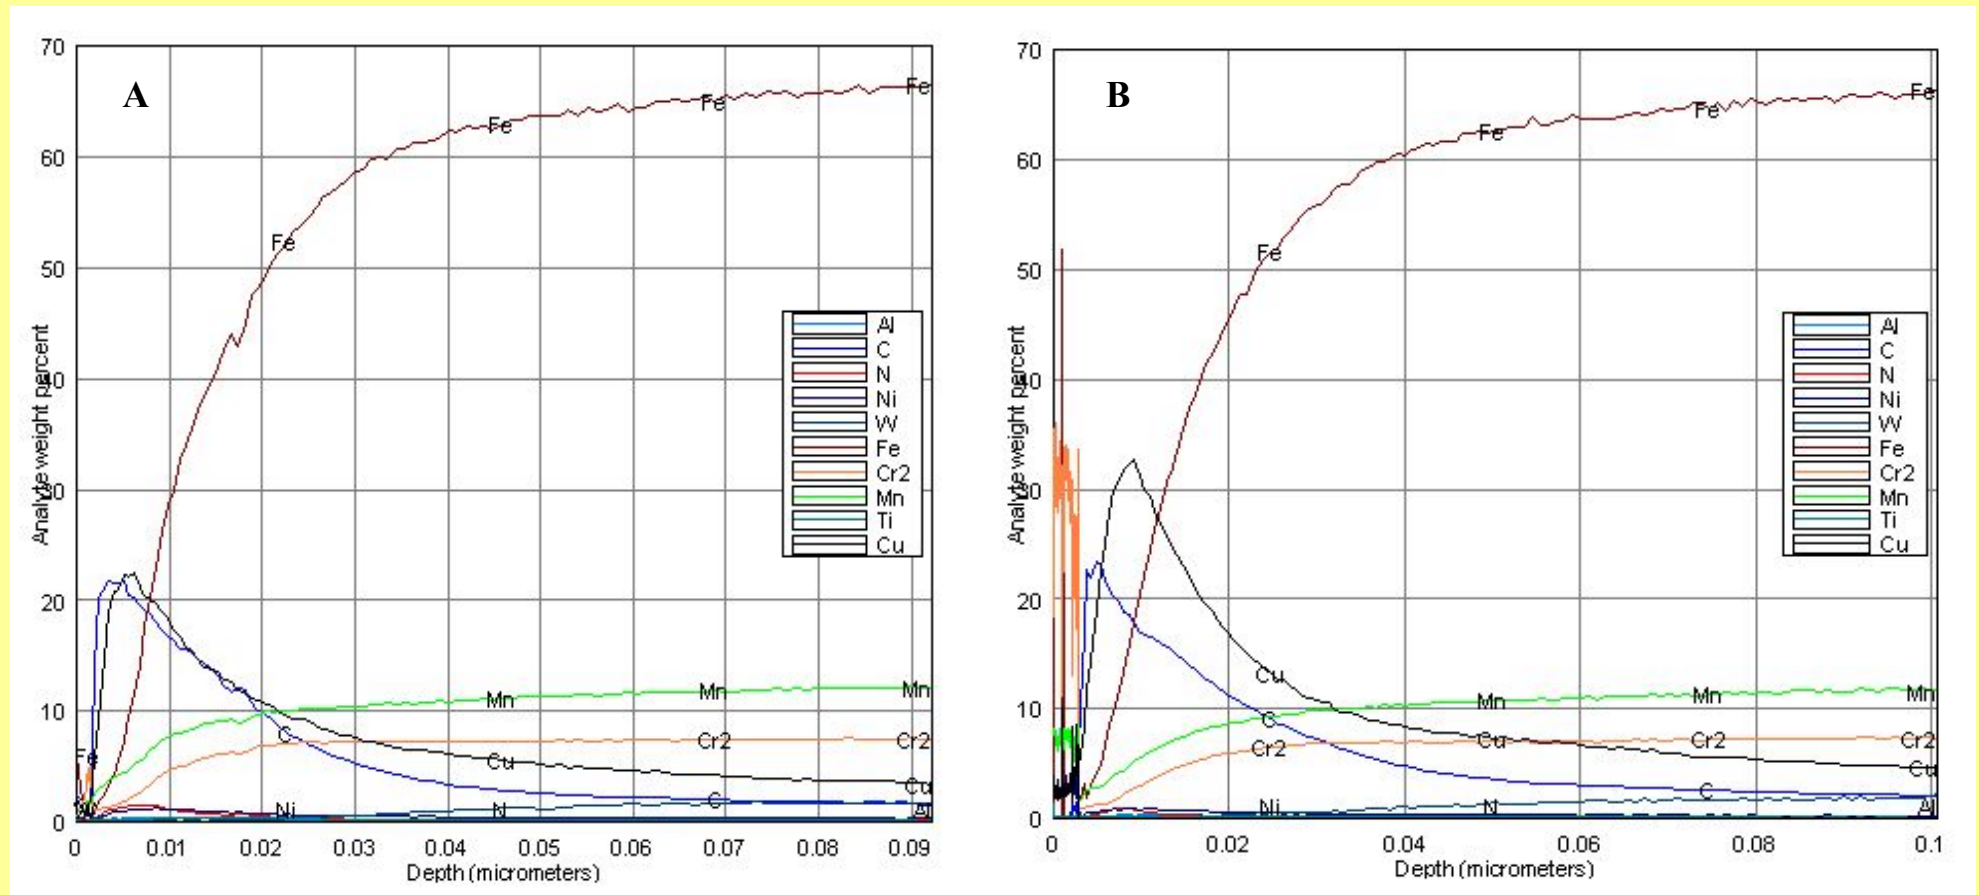 A
70
60
50
40
30
20
10
0
Analyte weight percent
Fe
Fe
Fe
Fe
Fe
Mn
Mn
Mn
C
Cr2
Cr2
Cu
Cu
C
Ni
N
Al
Al
C
N
Ni
W
Fe
Cr2
Mn
Ti
Cu
0 0.01 0.02 0.03 0.04 0.05 0.06 0.07 0.08 0.09
Depth (micrometers)
B
70
60
50
40
30
20
10
0
Analyte weight percent
Fe
Fe
Fe
Fe
Cu
C
Cr2
Mn
Mn
Mn
Cu
Cr2
Cr2
Cu
C
Ni
N
Al
Al
C
N
Ni
W
Fe
Cr2
Mn
Ti
Cu
0 0.02 0.04 0.06 0.08 0.1
Depth (micrometers)